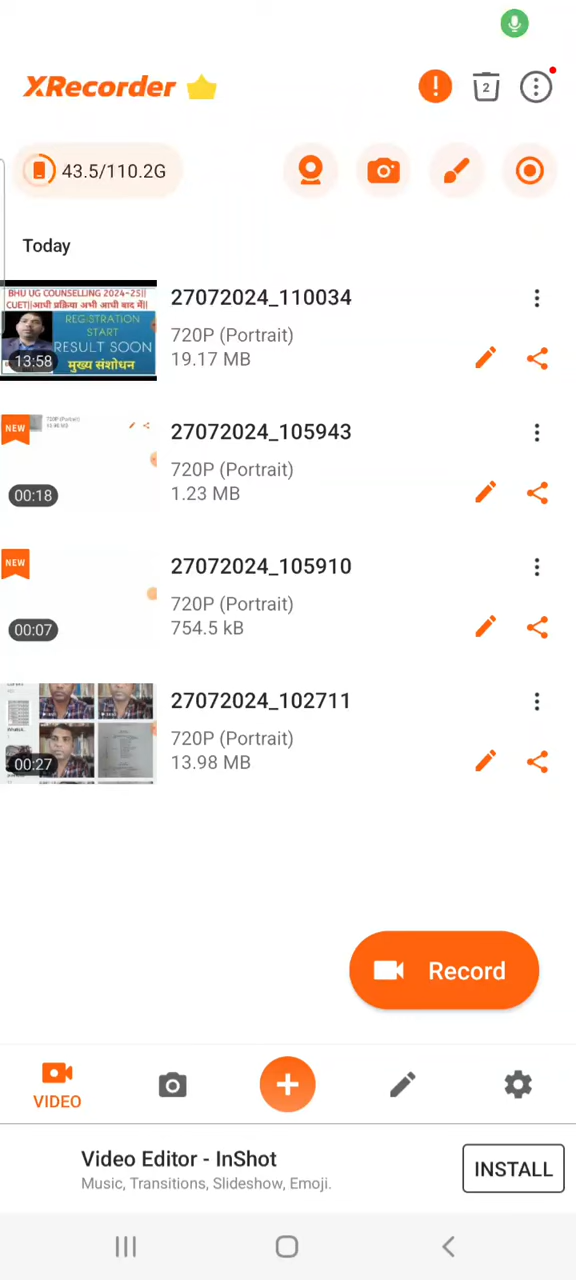 XRecorder
2
43.5/110.2G
Today
BHU UG COUNSELLING 2024-25||
CUET||आधी प्रक्रिया अभी आधी बाद में||
REGISTRATION
START
RESULT SOON
मुख्य संशोधन
13:58
27072024_110034
720P (Portrait)
19.17 MB
NEW
720P (Portrait)
00:18
27072024_105943
720P (Portrait)
1.23 MB
NEW
00:07
27072024_105910
720P (Portrait)
754.5 kB
00:27
27072024_102711
720P (Portrait)
13.98 MB
Record
VIDEO
Video Editor - InShot
Music, Transitions, Slideshow, Emoji.
INSTALL